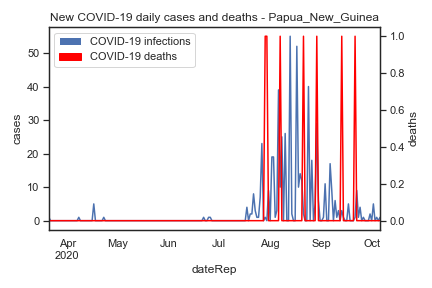 New COVID-19 daily cases and deaths - Papua_New_Guinea
COVID-19 infections
COVID-19 deaths
cases
50
40
30
20
10
0
deaths
1.0
0.8
0.6
0.4
0.2
0.0
Apr May Jun Jul Aug Sep Oct
2020
dateRep